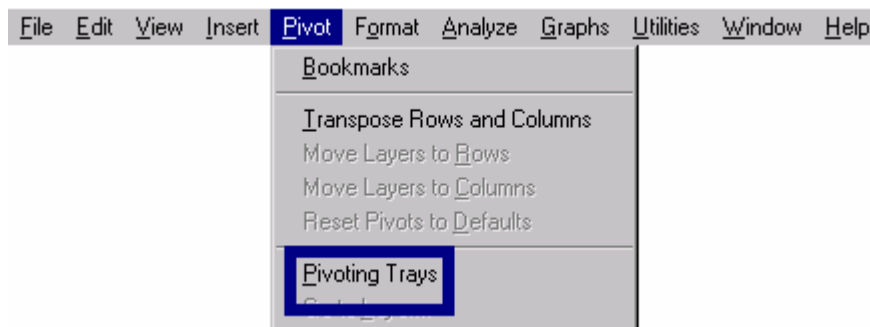 File Edit View Insert Pivot Format Analyze Graphs Utilities Window Help
Bookmarks
Transpose Rows and Columns
Move Layers to Rows
Move Layers to Columns
Reset Pivots to Defaults
Pivoting Trays